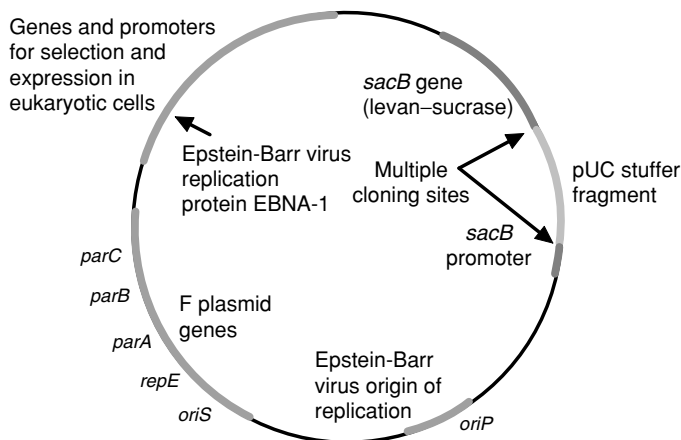 Genes and promoters
for selection and
expression in
eukaryotic cells
sacB gene
(levan–sucrase)
Epstein-Barr virus
replication
protein EBNA-1
Multiple
cloning sites
pUC stuffer
fragment
sacB
promoter
parC
parB
parA
repE
oriS
F plasmid
genes
Epstein-Barr
virus origin of
replication
oriP